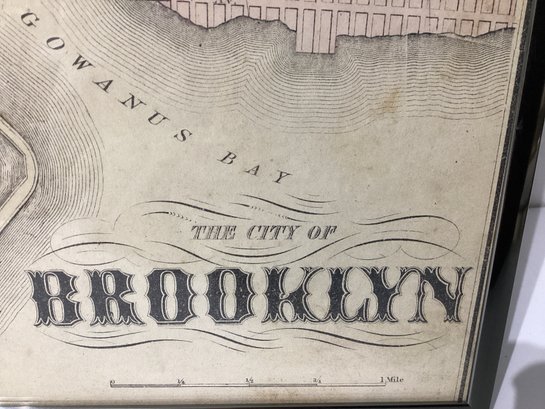 GOWANUS BAY
THE CITY OF
BROOKLYN
0 ¼ ½ ¾ 1 Mile